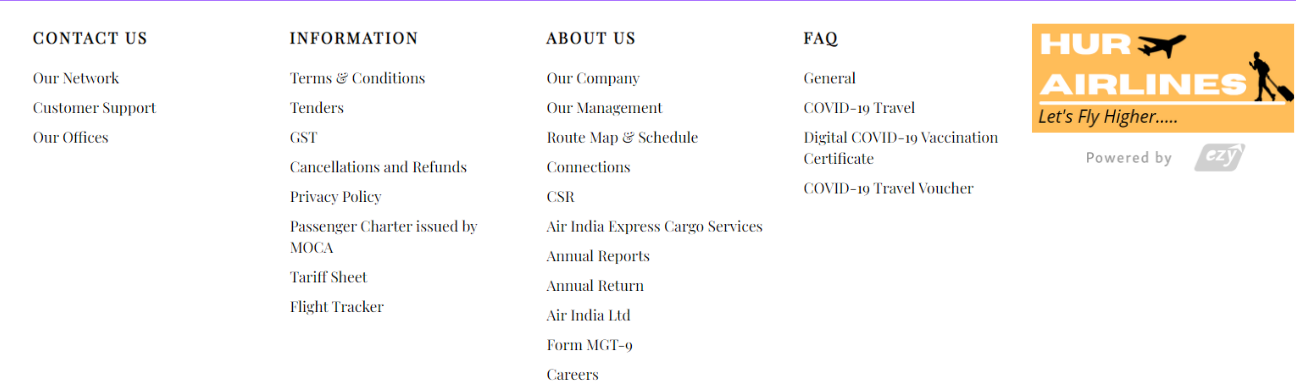 CONTACT US
Our Network
Customer Support
Our Offices
INFORMATION
Terms & Conditions
Tenders
GST
Cancellations and Refunds
Privacy Policy
Passenger Charter issued by
MOCA
Tariff Sheet
Flight Tracker
ABOUT US
Our Company
Our Management
Route Map & Schedule
Connections
CSR
Air India Express Cargo Services
Annual Reports
Annual Return
Air India Ltd
Form MGT-9
Careers
FAQ
General
COVID-19 Travel
Digital COVID-19 Vaccination
Certificate
COVID-19 Travel Voucher
HUR
AIRLINES
Let's Fly Higher.....
Powered by ezy